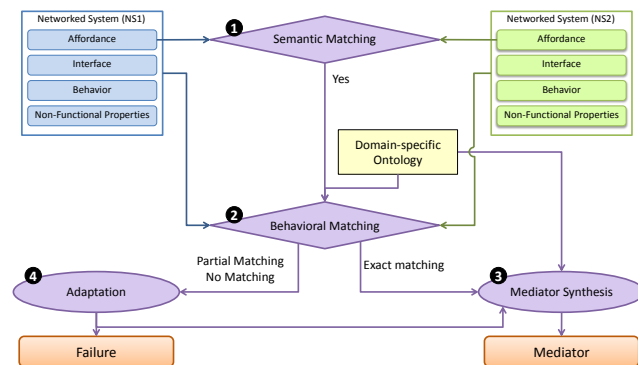 Networked System (NS1)
Affordance
Interface
Behavior
Non-Functional Properties
1
Semantic Matching
Networked System (NS2)
Affordance
Interface
Behavior
Non-Functional Properties
Yes
Domain-specific
Ontology
2
Behavioral Matching
Partial Matching
No Matching
Exact matching
4
Adaptation
3
Mediator Synthesis
Failure
Mediator